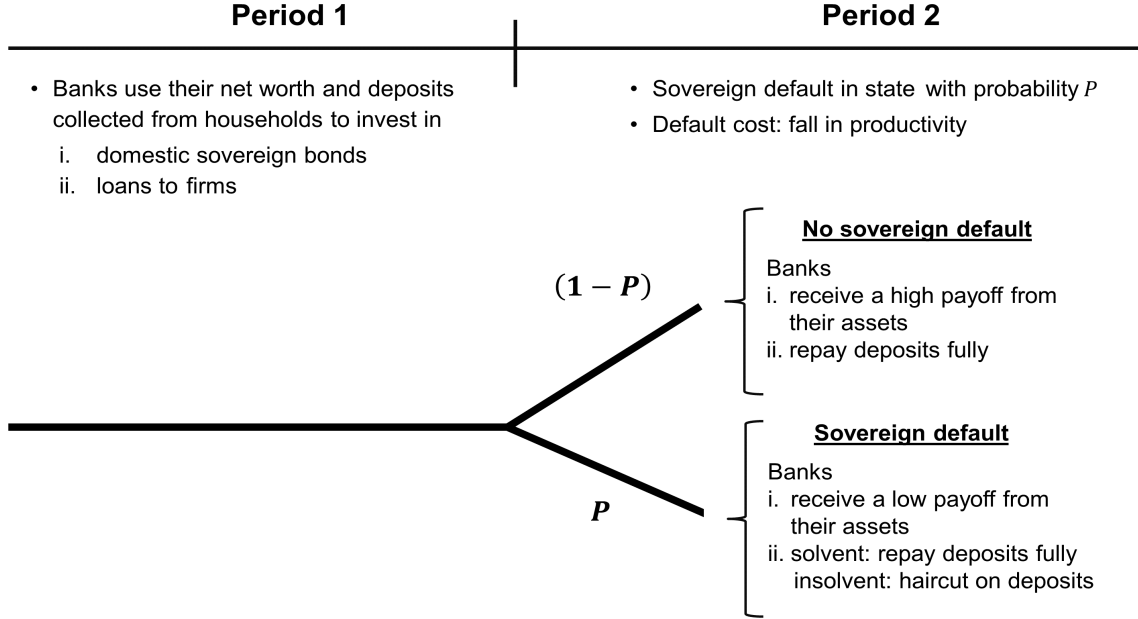 Period 1
Period 2
• Banks use their net worth and deposits
collected from households to invest in
i. domestic sovereign bonds
ii. loans to firms
• Sovereign default in state with probability P
• Default cost: fall in productivity
(1 − P)
P
No sovereign default
Banks
i. receive a high payoff from
their assets
ii. repay deposits fully
Sovereign default
Banks
i. receive a low payoff from
their assets
ii. solvent: repay deposits fully
insolvent: haircut on deposits